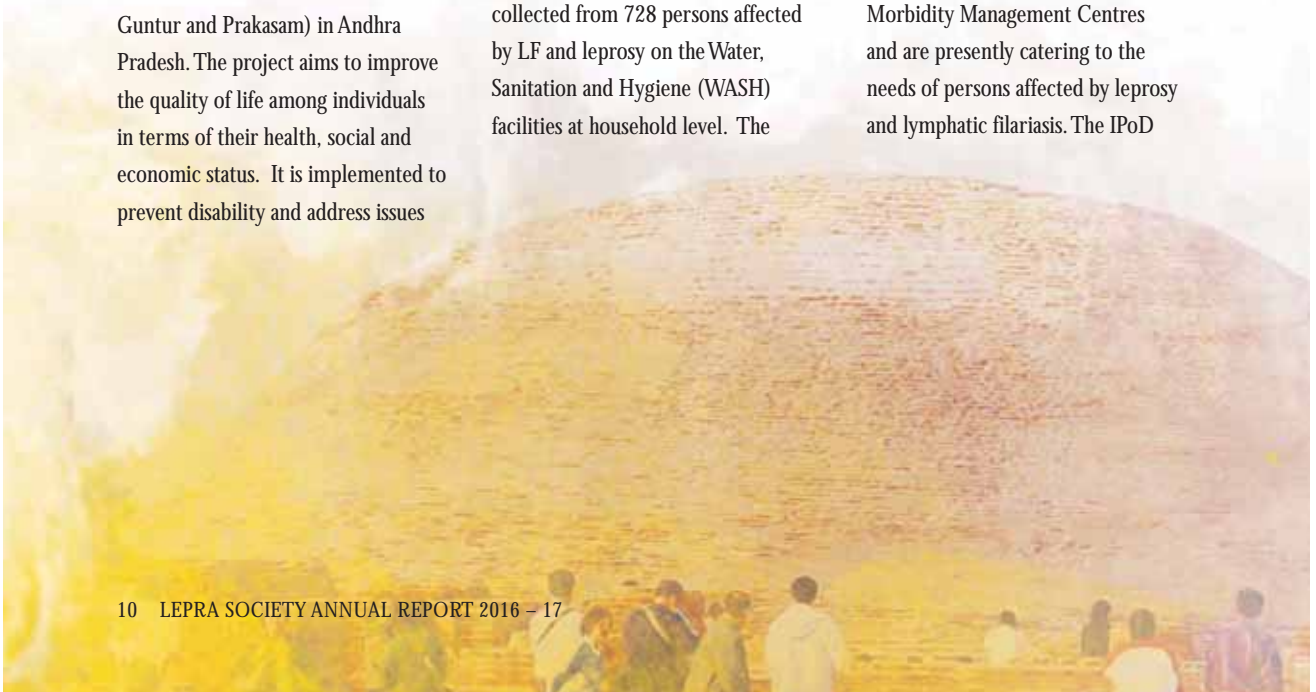 Guntur and Prakasam) in Andhra
Pradesh. The project aims to improve
the quality of life among individuals
in terms of their health, social and
economic status. It is implemented to
prevent disability and address issues
collected from 728 persons affected
by LF and leprosy on the Water,
Sanitation and Hygiene (WASH)
facilities at household level. The
Morbidity Management Centres
and are presently catering to the
needs of persons affected by leprosy
and lymphatic filariasis. The IPoD
10 LEPRA SOCIETY ANNUAL REPORT 2016 – 17